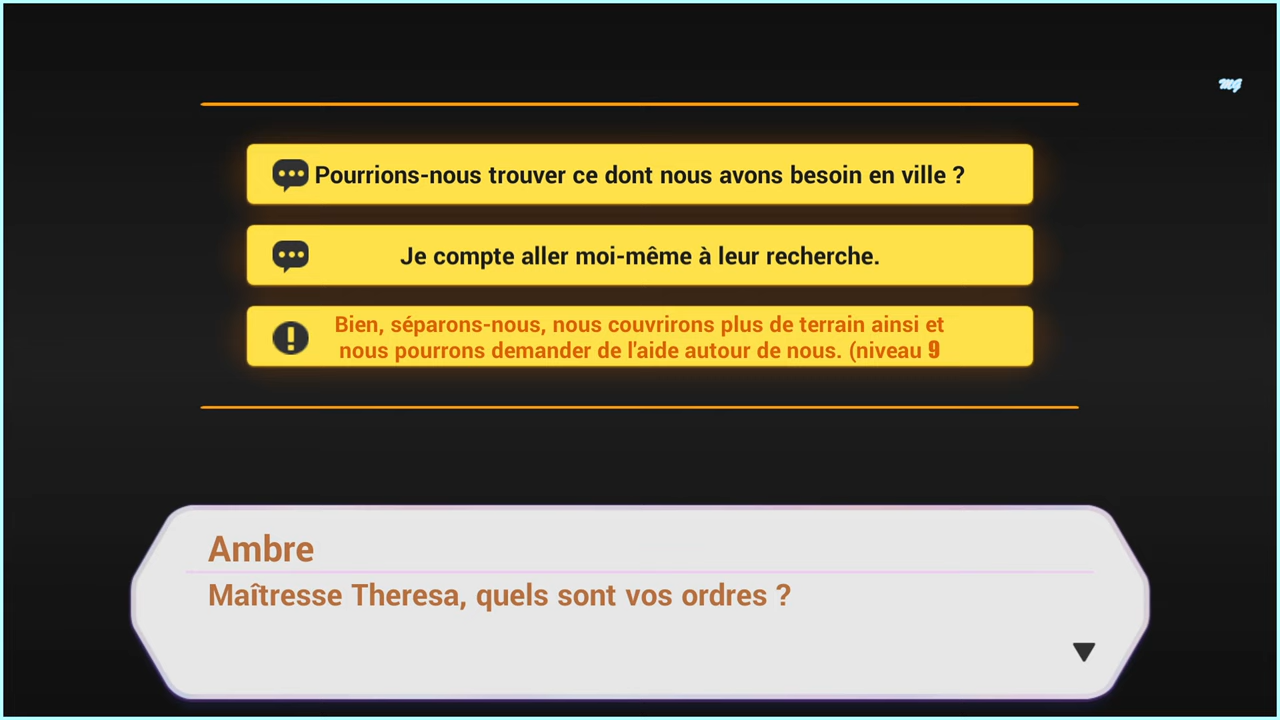 MG
Pourrions-nous trouver ce dont nous avons besoin en ville ?
Je compte aller moi-même à leur recherche.
Bien, séparons-nous, nous couvrirons plus de terrain ainsi et
nous pourrons demander de l'aide autour de nous. (niveau 9
Ambre
Maîtresse Theresa, quels sont vos ordres ?